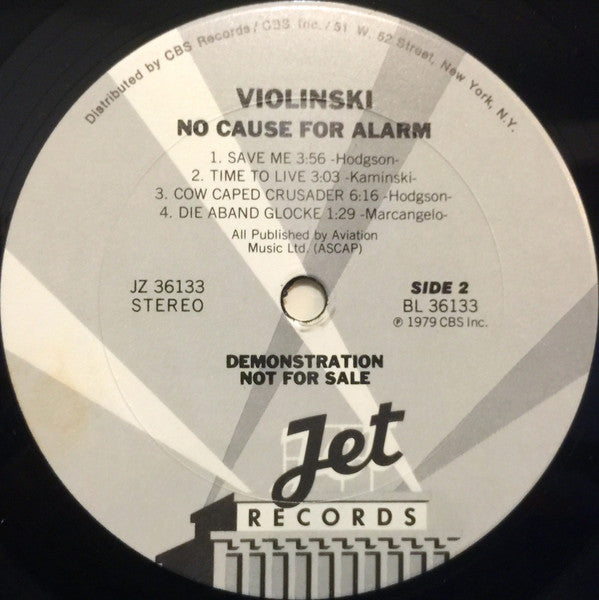 Distributed by CBS Records/CBS Inc./51 W. 52 Street, New York, N.Y.
VIOLINSKI
NO CAUSE FOR ALARM
1. SAVE ME 3:56 -Hodgson-
2. TIME TO LIVE 3:03 -Kaminski-
3. COW CAPED CRUSADER 6:16 -Hodgson-
4. DIE ABAND GLOCKE 1:29 -Marcangelo-
All Published by Aviation
Music Ltd. (ASCAP)
JZ 36133
STEREO
SIDE 2
BL 36133
℗ 1979 CBS Inc.
DEMONSTRATION
NOT FOR SALE
Jet
RECORDS